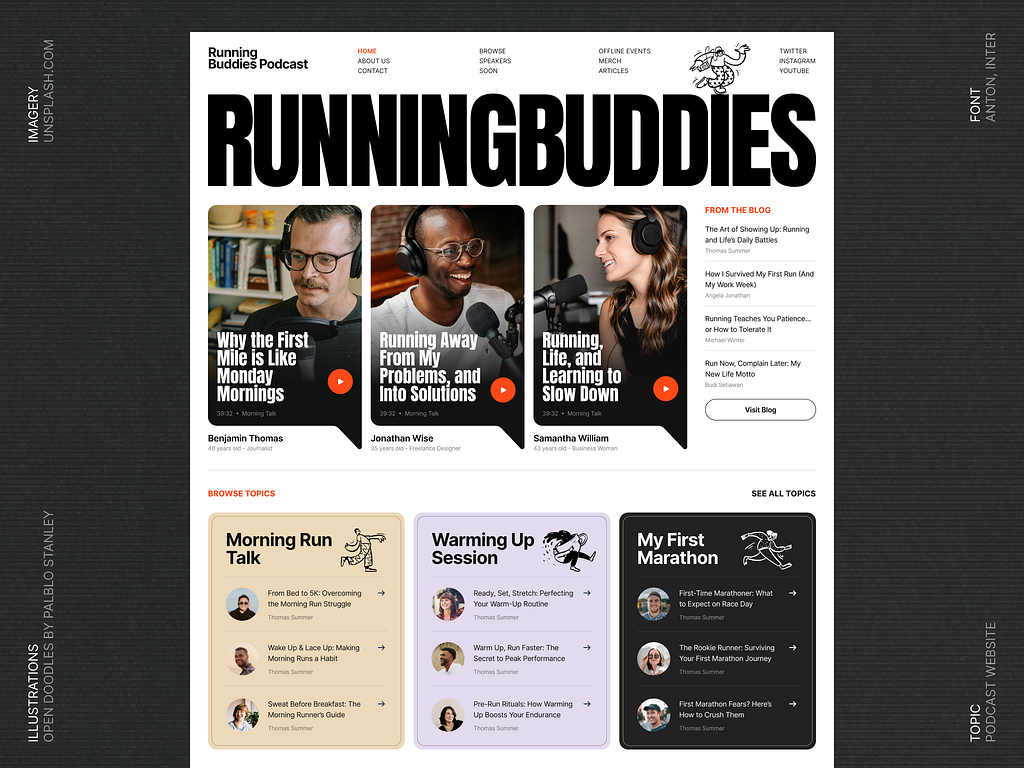 IMAGERY
UNSPLASH.COM
ILLUSTRATIONS
OPEN DOODLES BY PALBLO STANLEY
Running
Buddies Podcast
HOME
ABOUT US
CONTACT
BROWSE
SPEAKERS
SOON
OFFLINE EVENTS
MERCH
ARTICLES
TWITTER
INSTAGRAM
YOUTUBE
RUNNINGBUDDIES
Why the First
Mile is Like
Monday
Mornings
39:32 • Morning Talk
Benjamin Thomas
48 years old - Journalist
Running Away
From My
Problems, and
Into Solutions
39:32 • Morning Talk
Jonathan Wise
35 years old - Freelance Designer
Running,
Life, and
Learning to
Slow Down
39:32 • Morning Talk
Samantha William
43 years old - Business Woman
FROM THE BLOG
The Art of Showing Up: Running
and Life's Daily Battles
Thomas Summer
How I Survived My First Run (And
My Work Week)
Angela Jonathan
Running Teaches You Patience...
or How to Tolerate It
Michael Winter
Run Now, Complain Later: My
New Life Motto
Budi Setiawan
Visit Blog
BROWSE TOPICS
SEE ALL TOPICS
Morning Run
Talk
From Bed to 5K: Overcoming
the Morning Run Struggle
Thomas Summer
Wake Up & Lace Up: Making
Morning Runs a Habit
Thomas Summer
Sweat Before Breakfast: The
Morning Runner's Guide
Thomas Summer
Warming Up
Session
Ready, Set, Stretch: Perfecting
Your Warm-Up Routine
Thomas Summer
Warm Up, Run Faster: The
Secret to Peak Performance
Thomas Summer
Pre-Run Rituals: How Warming
Up Boosts Your Endurance
Thomas Summer
My First
Marathon
First-Time Marathoner: What
to Expect on Race Day
Thomas Summer
The Rookie Runner: Surviving
Your First Marathon Journey
Thomas Summer
First Marathon Fears? Here's
How to Crush Them
Thomas Summer
FONT
ANTON, INTER
TOPIC
PODCAST WEBSITE